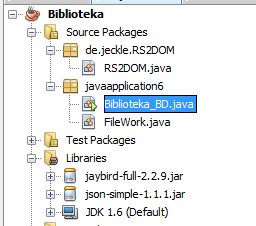 Biblioteka
Source Packages
de.jeckle.RS2DOM
RS2DOM.java
javaapplication6
Biblioteka_BD.java
FileWork.java
Test Packages
Libraries
jaybird-full-2.2.9.jar
json-simple-1.1.1.jar
JDK 1.6 (Default)